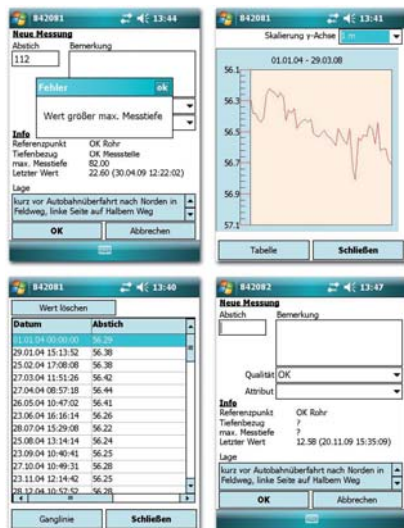 842081 13:44
Neue Messung
Abstich Bemerkung
112
Fehler ok
Wert größer max. Messtiefe
Info
Referenzpunkt OK Rohr
Tiefenbezug OK Messstelle
max. Messtiefe 82.00
Letzter Wert 22.60 (30.04.09 12:22:02)
Lage
kurz vor Autobahnüberfahrt nach Norden in
Feldweg, linke Seite auf Halbem Weg
OK Abbrechen
842081 13:41
Skalierung y-Achse 1 m
01.01.04 - 29.03.08
56.1
56.3
56.5
56.7
56.9
57.1
Tabelle Schließen
842081 13:40
Wert löschen
Datum Abstich
01.01.04 00:00:00 56.29
29.01.04 15:13:52 56.38
25.02.04 17:08:08 56.38
27.03.04 11:51:26 56.42
27.04.04 08:57:18 56.44
26.05.04 10:47:02 56.41
23.06.04 16:16:14 56.26
28.07.04 15:29:08 56.22
25.08.04 13:14:14 56.24
23.09.04 10:40:41 56.25
27.10.04 10:49:31 56.28
23.11.04 12:14:42 56.25
28.12.04 10:57:52 56.28
Ganglinie Schließen
842082 13:47
Neue Messung
Abstich Bemerkung
Qualität OK
Attribut
Info
Referenzpunkt OK Rohr
Tiefenbezug ?
max. Messtiefe ?
Letzter Wert 12.58 (20.11.09 15:35:09)
Lage
kurz vor Autobahnüberfahrt nach Norden in
Feldweg, linke Seite auf Halbem Weg
OK Abbrechen